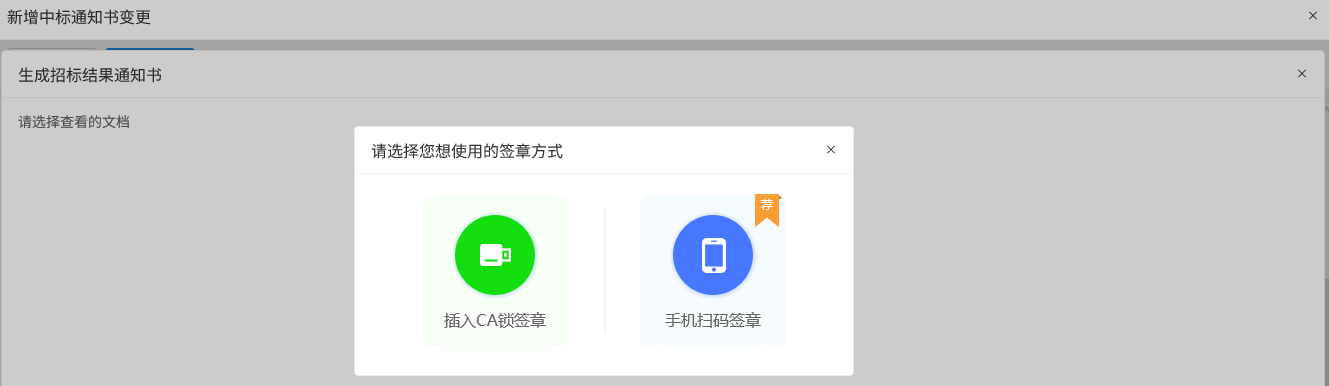 新增中标通知书变更
生成招标结果通知书
请选择查看的文档
请选择您想使用的签章方式
荐
插入CA锁签章
手机扫码签章